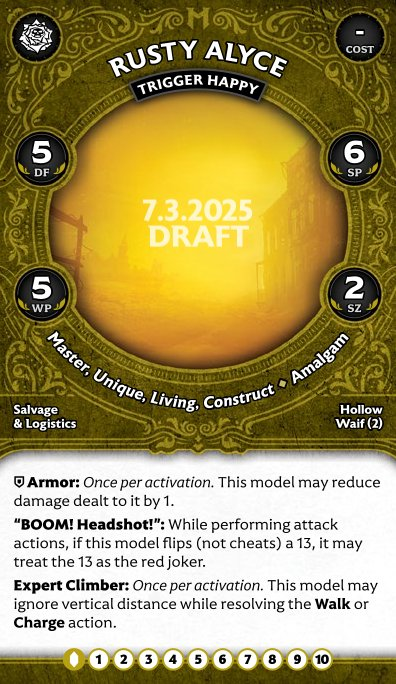 M
RUSTY ALYCE
TRIGGER HAPPY
-
COST
5
DF
6
SP
7.3.2025
DRAFT
5
WP
2
SZ
Master, Unique, Living, Construct ♦ Amalgam
Salvage
& Logistics
Hollow
Waif (2)
Armor: Once per activation. This model may reduce
damage dealt to it by 1.
“BOOM! Headshot!”: While performing attack
actions, if this model flips (not cheats) a 13, it may
treat the 13 as the red joker.
Expert Climber: Once per activation. This model may
ignore vertical distance while resolving the Walk or
Charge action.
1 2 3 4 5 6 7 8 9 10